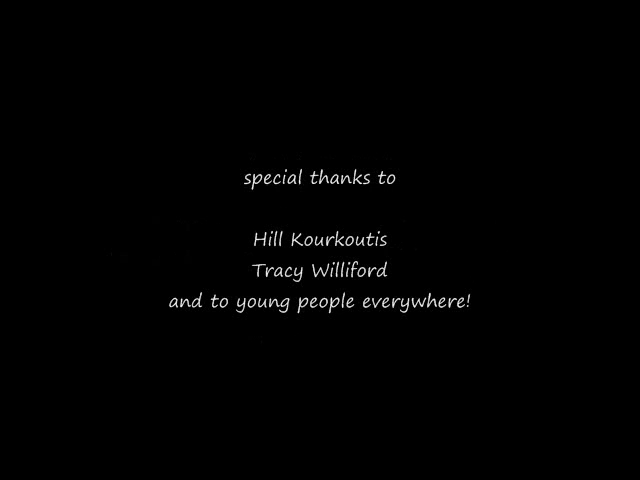 special thanks to
Hill Kourkoutis
Tracy Williford
and to young people everywhere!